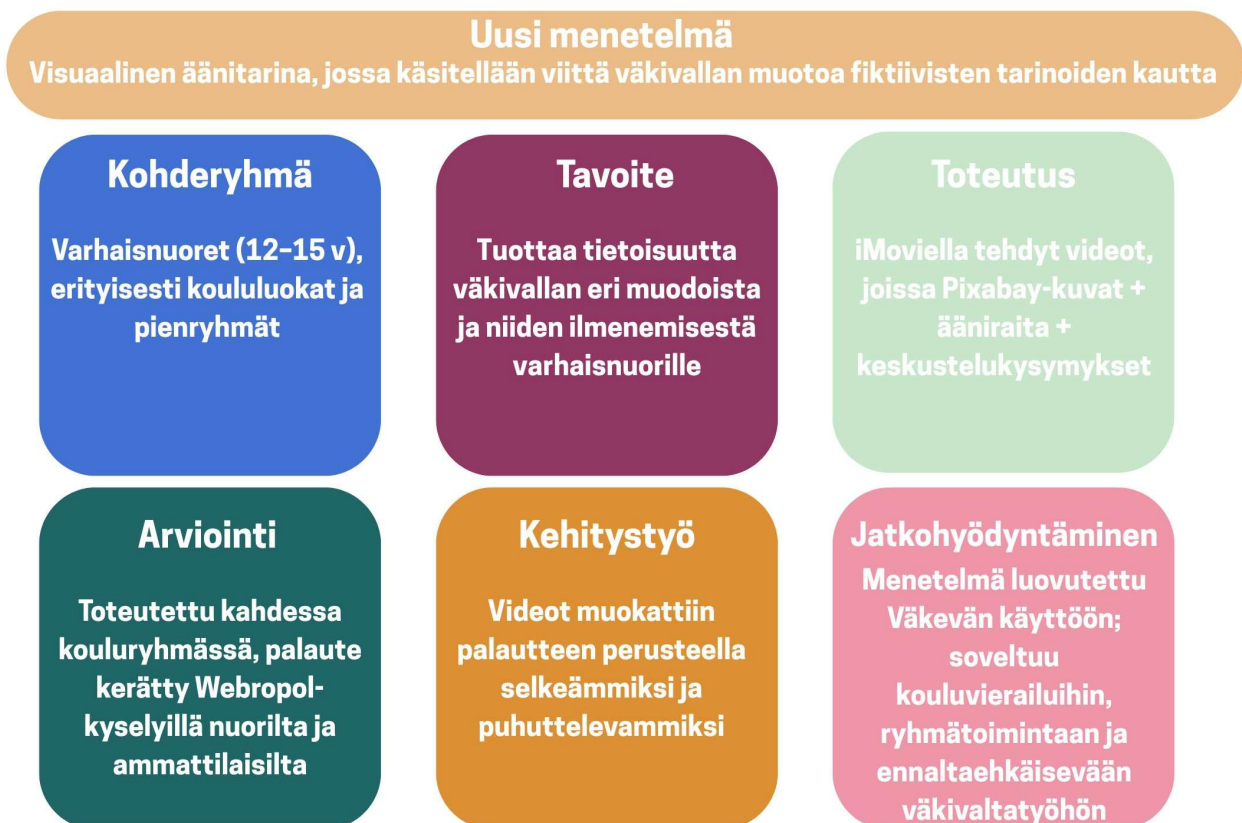 Uusi menetelmä
Visuaalinen äänitarina, jossa käsitellään viittä väkivallan muotoa fiktiivisten tarinoiden kautta
Kohderyhmä
Varhaisnuoret (12–15 v),
erityisesti koululuokat ja
pienryhmät
Tavoite
Tuottaa tietoisuutta
väkivallan eri muodoista
ja niiden ilmenemisestä
varhaisnuorille
Toteutus
iMoviella tehdyt videot,
joissa Pixabay-kuvat +
ääniraita +
keskustelukysymykset
Arviointi
Toteutettu kahdessa
kouluryhmässä, palaute
kerätty Webropol-
kyselyillä nuorilta ja
ammattilaisilta
Kehitystyö
Videot muokattiin
palautteen perusteella
selkeämmiksi ja
puhuttelevammiksi
Jatkohyödyntäminen
Menetelmä luovutettu
Väkevän käyttöön;
soveltuu
kouluvierailuihin,
ryhmätoimintaan ja
ennaltaehkäisevään
väkivaltatyöhön